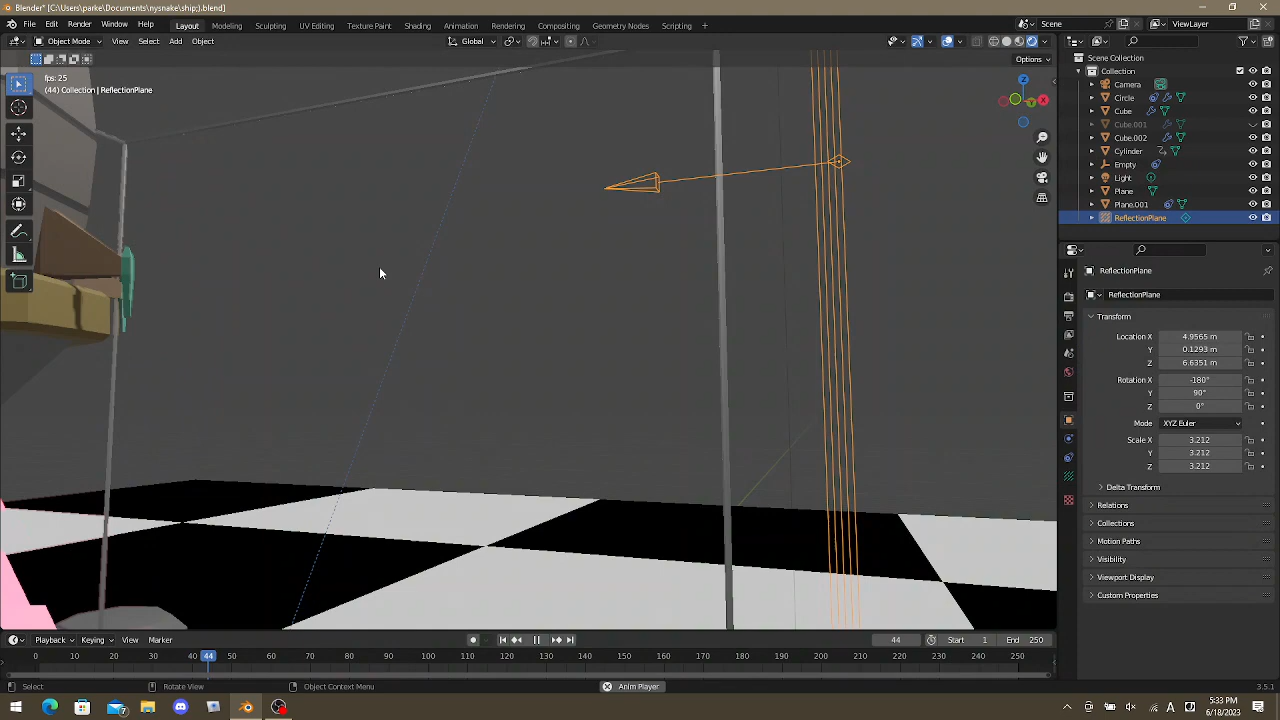 Blender* [C:\Users\parke\Documents\nysnake\ship;).blend]
File Edit Render Window Help Layout Modeling Sculpting UV Editing Texture Paint Shading Animation Rendering Compositing Geometry Nodes Scripting + Scene ViewLayer
Object Mode View Select Add Object Global
Options
fps: 25
(44) Collection | ReflectionPlane
Z
X
Y
Scene Collection
Collection
Camera
Circle
Cube
Cube.001
Cube.002
Cylinder
Empty
Light
Plane
Plane.001
ReflectionPlane
ReflectionPlane
ReflectionPlane
Transform
Location X 4.9565 m
Y 0.1293 m
Z 6.6351 m
Rotation X -180°
Y 90°
Z 0°
Mode XYZ Euler
Scale X 3.212
Y 3.212
Z 3.212
Delta Transform
Relations
Collections
Motion Paths
Visibility
Viewport Display
Custom Properties
Playback Keying View Marker 44 Start 1 End 250
0 10 20 30 40 44 50 60 70 80 90 100 110 120 130 140 150 160 170 180 190 200 210 220 230 240 250
Select Rotate View Object Context Menu Anim Player 3.5.1
7 A 5:33 PM
6/18/2023